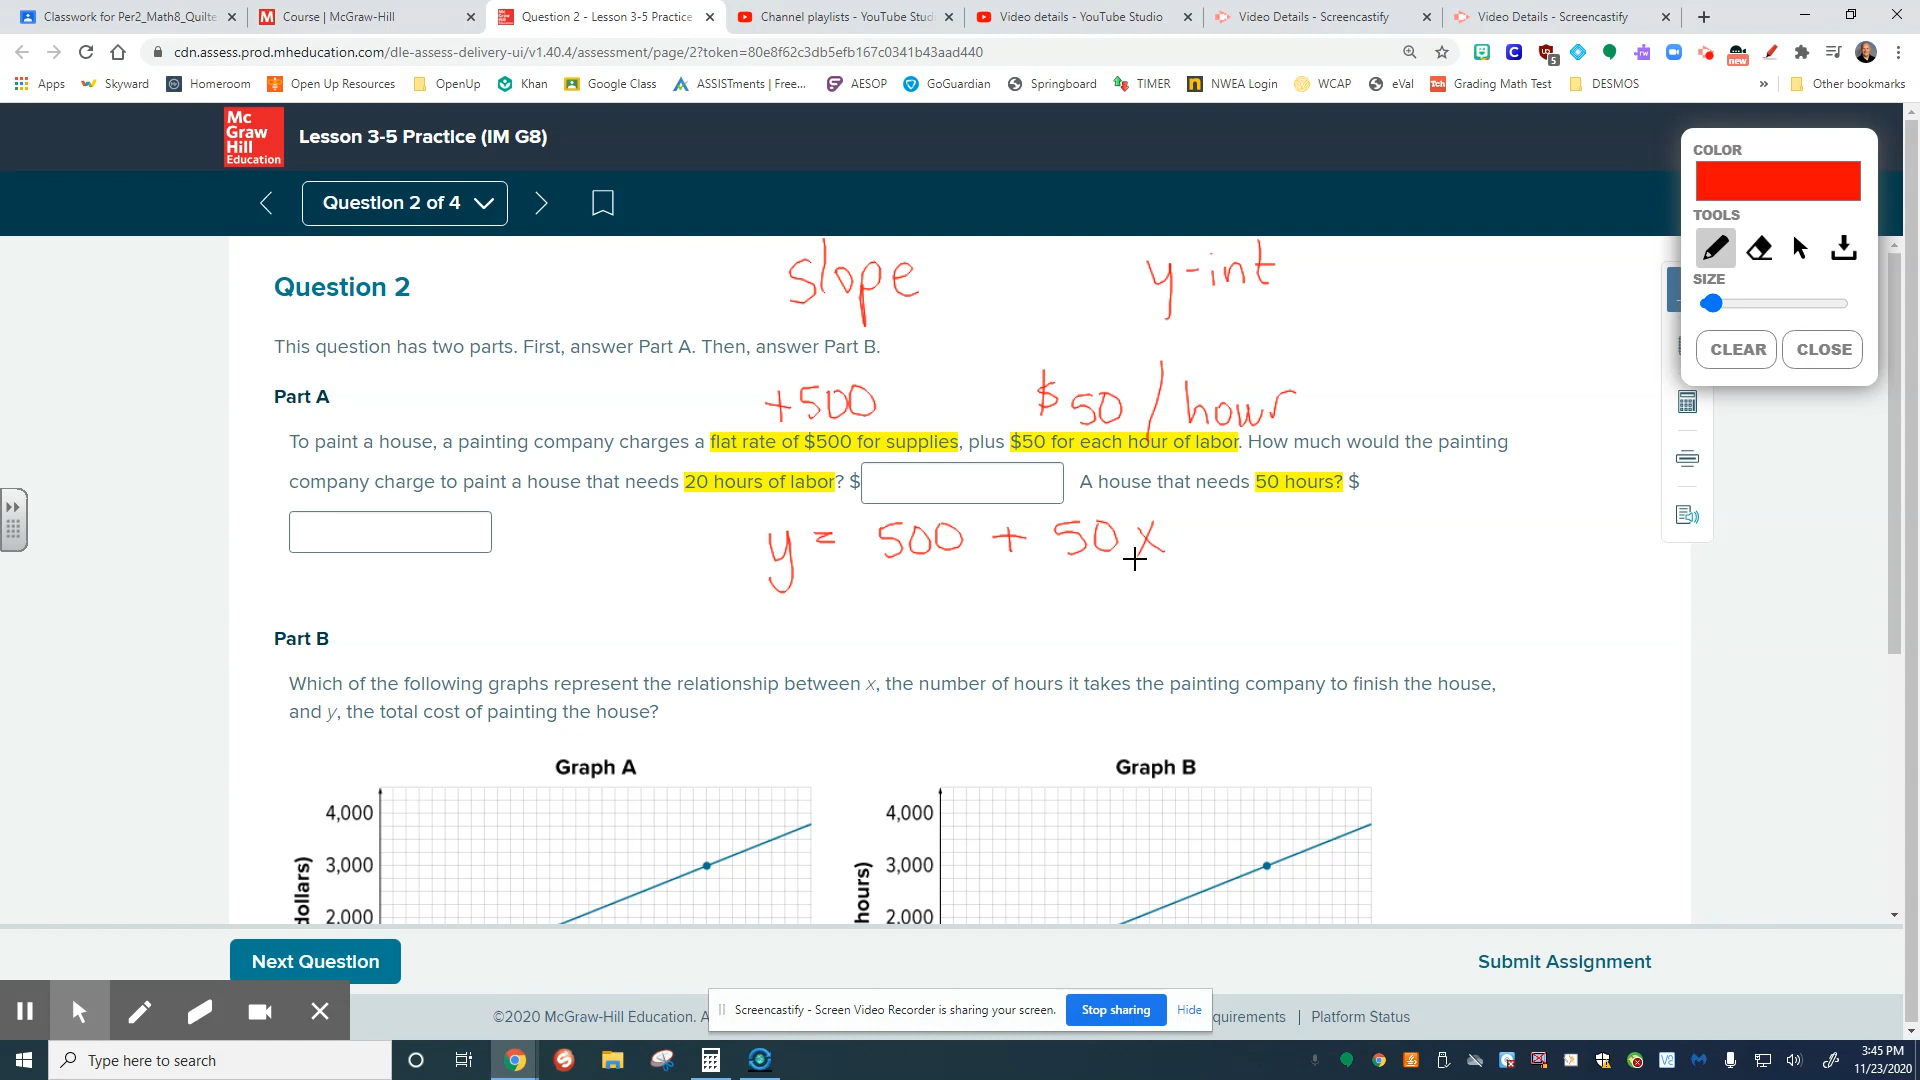 Classwork for Per2_Math8_Quilte
Course | McGraw-Hill
Question 2 - Lesson 3-5 Practice
Channel playlists - YouTube Stud
Video details - YouTube Studio
Video Details - Screencastify
Video Details - Screencastify
cdn.assess.prod.mheducation.com/dle-assess-delivery-ui/v1.40.4/assessment/page/2?token=80e8f62c3db5efb167c0341b43aad440
Apps Skyward Homeroom Open Up Resources OpenUp Khan Google Class ASSISTments | Free... AESOP GoGuardian Springboard TIMER NWEA Login WCAP eVal Grading Math Test DESMOS » Other bookmarks
Mc
Graw
Hill
Education
Lesson 3-5 Practice (IM G8)
Question 2 of 4
COLOR
TOOLS
SIZE
CLEAR CLOSE
slope y-int
Question 2
This question has two parts. First, answer Part A. Then, answer Part B.
Part A
+500 $50 / hour
To paint a house, a painting company charges a flat rate of $500 for supplies, plus $50 for each hour of labor. How much would the painting
company charge to paint a house that needs 20 hours of labor? $ A house that needs 50 hours? $
y = 500 + 50x
Part B
Which of the following graphs represent the relationship between x, the number of hours it takes the painting company to finish the house,
and y, the total cost of painting the house?
Graph A Graph B
4,000 4,000
3,000 3,000
2,000 2,000
dollars) hours)
Next Question
Submit Assignment
©2020 McGraw-Hill Education. A
Screencastify - Screen Video Recorder is sharing your screen. Stop sharing Hide
quirements | Platform Status
Type here to search
3:45 PM
11/23/2020